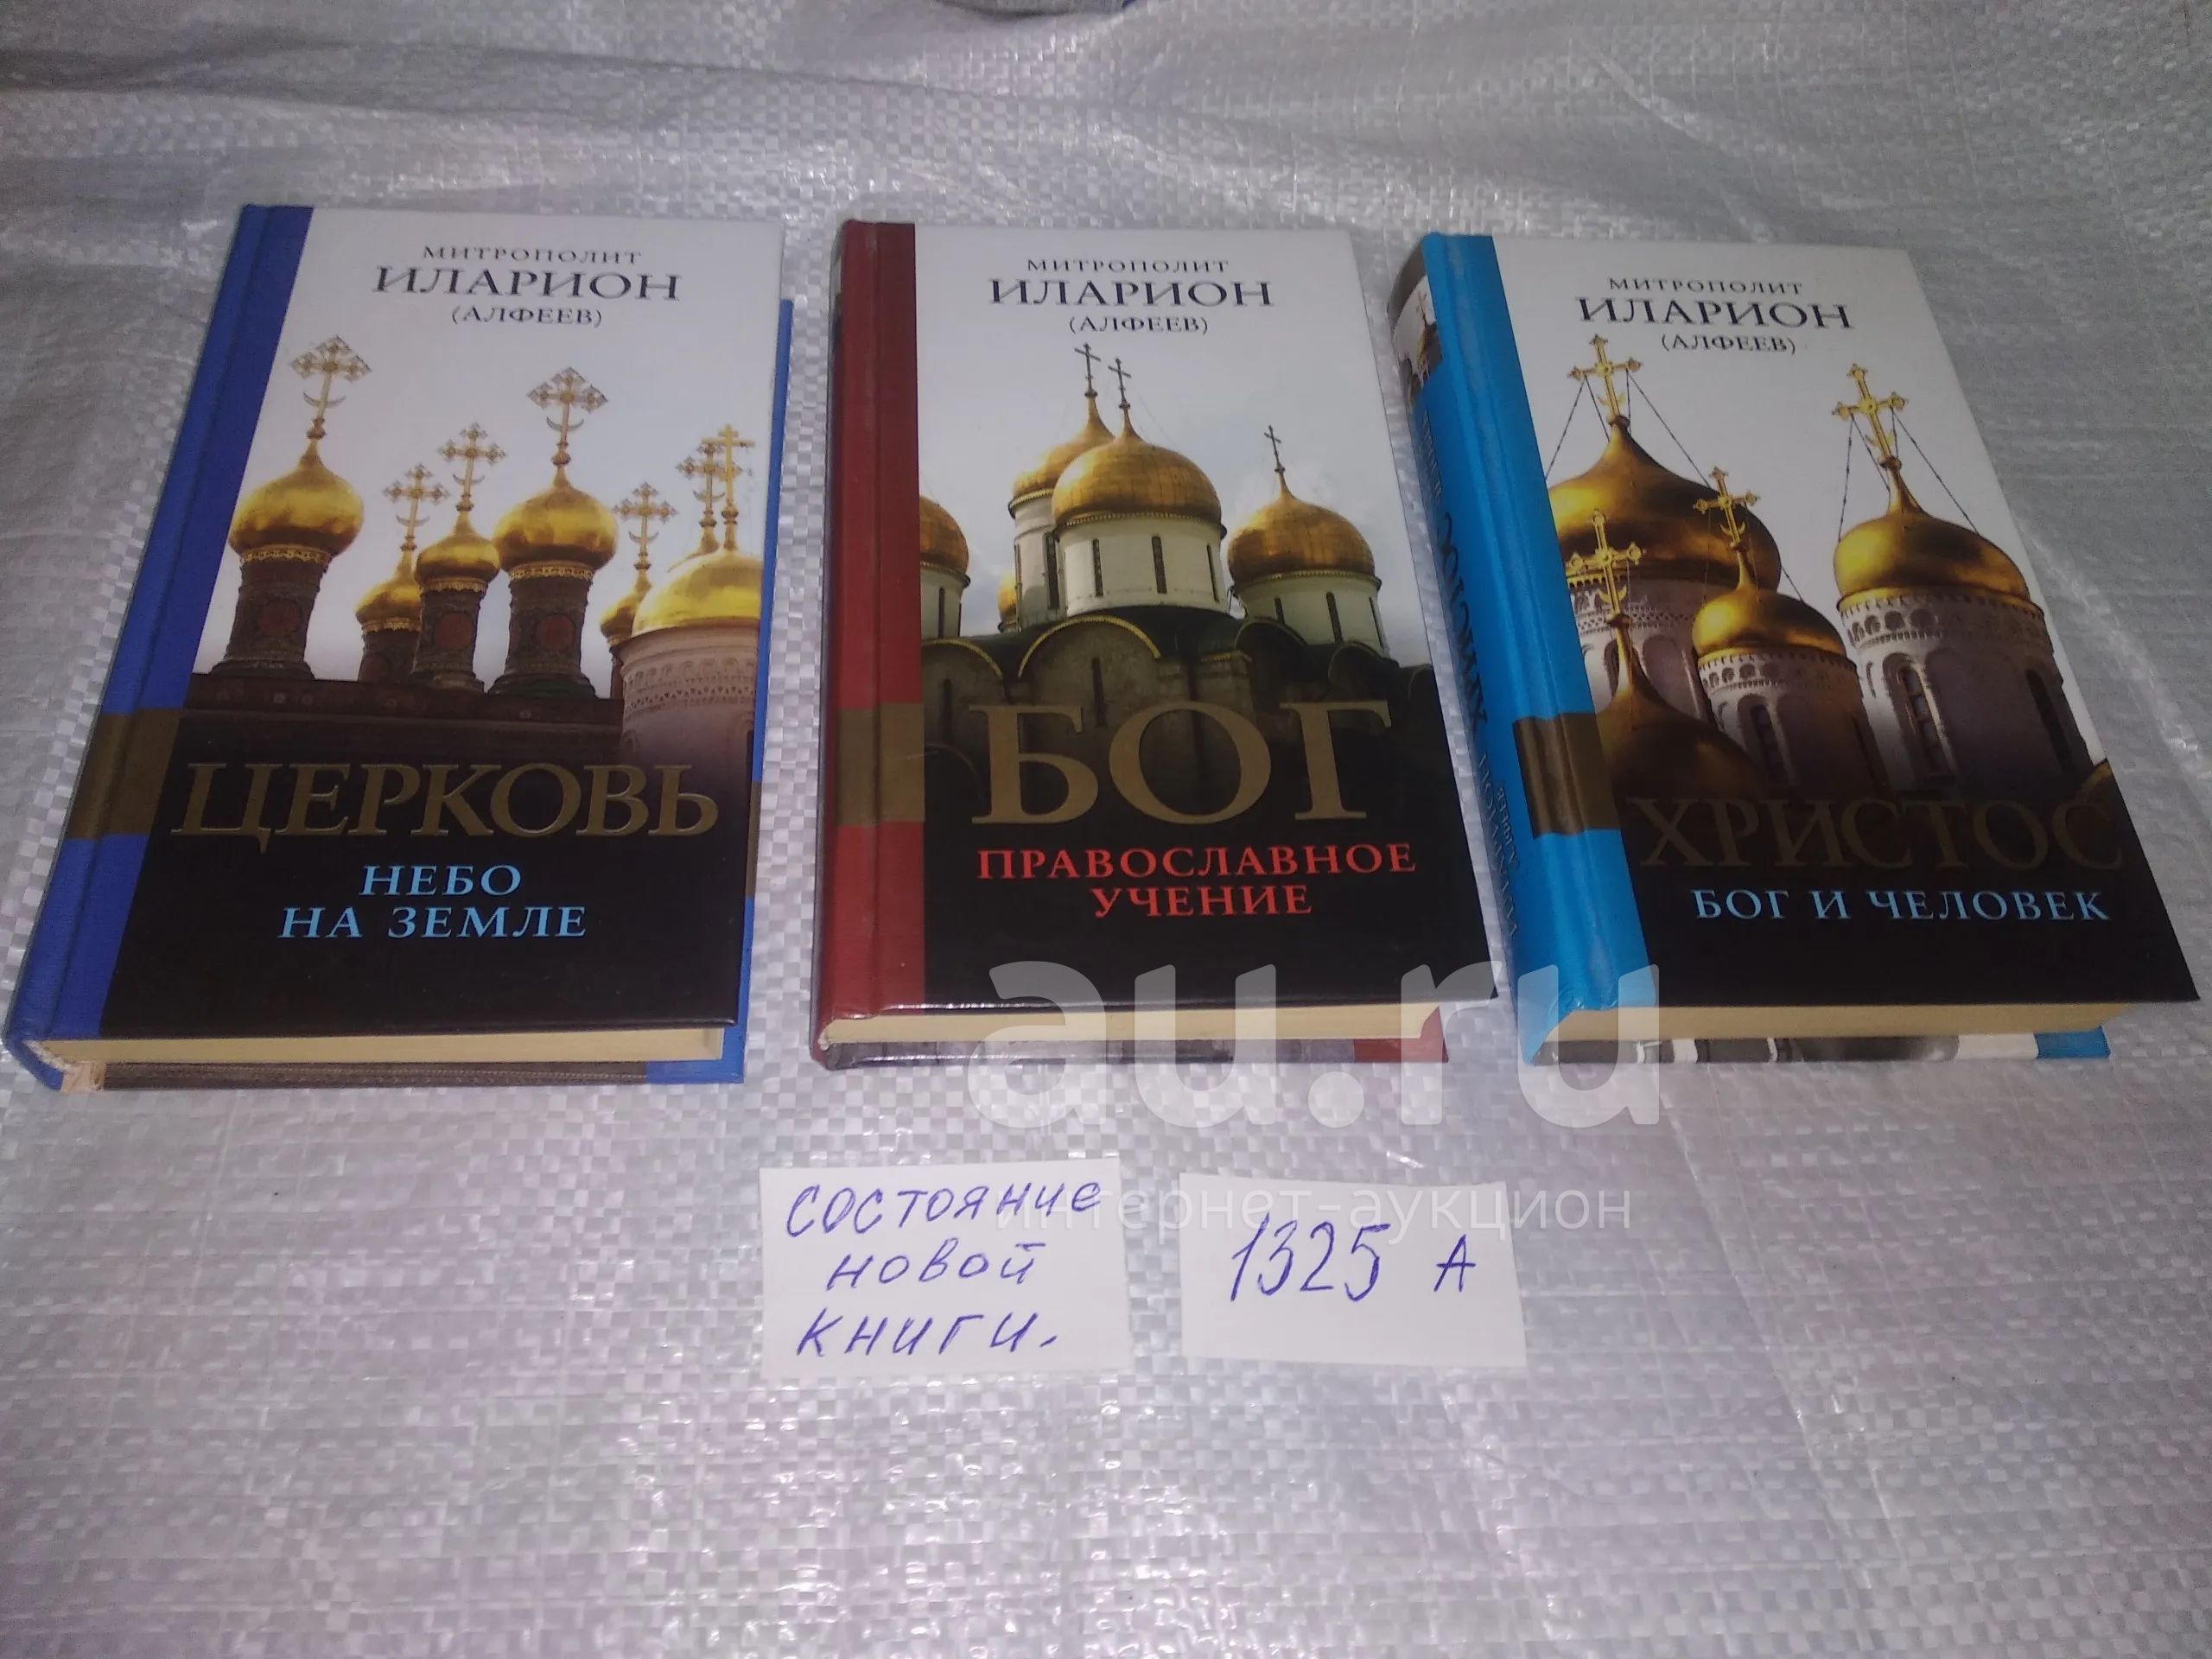 МИТРОПОЛИТ
ИЛАРИОН
(АЛФЕЕВ)
ЦЕРКОВЬ
НЕБО
НА ЗЕМЛЕ
МИТРОПОЛИТ
ИЛАРИОН
(АЛФЕЕВ)
БОГ
ПРАВОСЛАВНОЕ
УЧЕНИЕ
МИТРОПОЛИТ
ИЛАРИОН
(АЛФЕЕВ)
ХРИСТОС
БОГ И ЧЕЛОВЕК
au.ru
интернет-аукцион
состояние
новой
книги.
1325 А